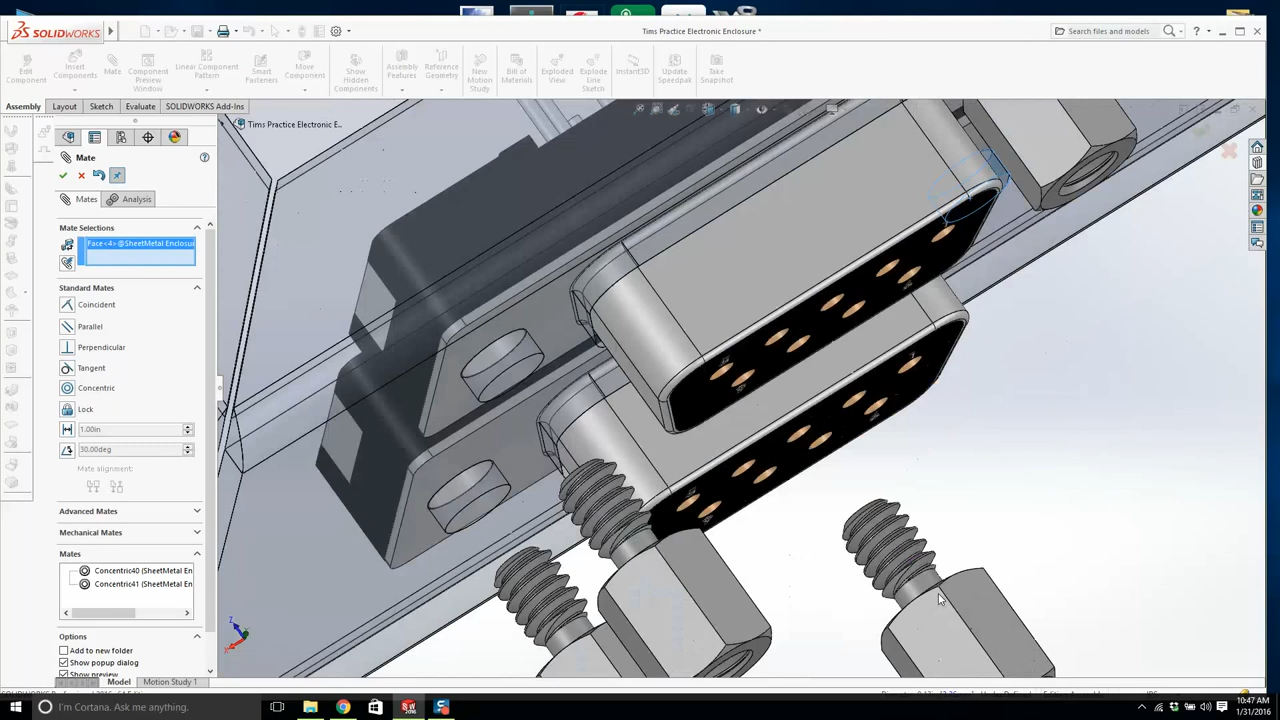 SOLIDWORKS
Tims Practice Electronic Enclosure *
Search files and models
Edit Component
Insert Components
Mate
Component Preview Window
Linear Component Pattern
Smart Fasteners
Move Component
Show Hidden Components
Assembly Features
Reference Geometry
New Motion Study
Bill of Materials
Exploded View
Explode Line Sketch
Instant3D
Update Speedpak
Take Snapshot
Assembly Layout Sketch Evaluate SOLIDWORKS Add-Ins
Tims Practice Electronic E...
Mate
Mates Analysis
Mate Selections
Face<4>@SheetMetal Enclosur
Standard Mates
Coincident
Parallel
Perpendicular
Tangent
Concentric
Lock
1.00in
30.00deg
Mate alignment:
Advanced Mates
Mechanical Mates
Mates
Concentric40 (SheetMetal En
Concentric41 (SheetMetal En
Options
Add to new folder
Show popup dialog
Show preview
Z
X
Model Motion Study 1
I'm Cortana. Ask me anything.
10:47 AM
1/31/2016